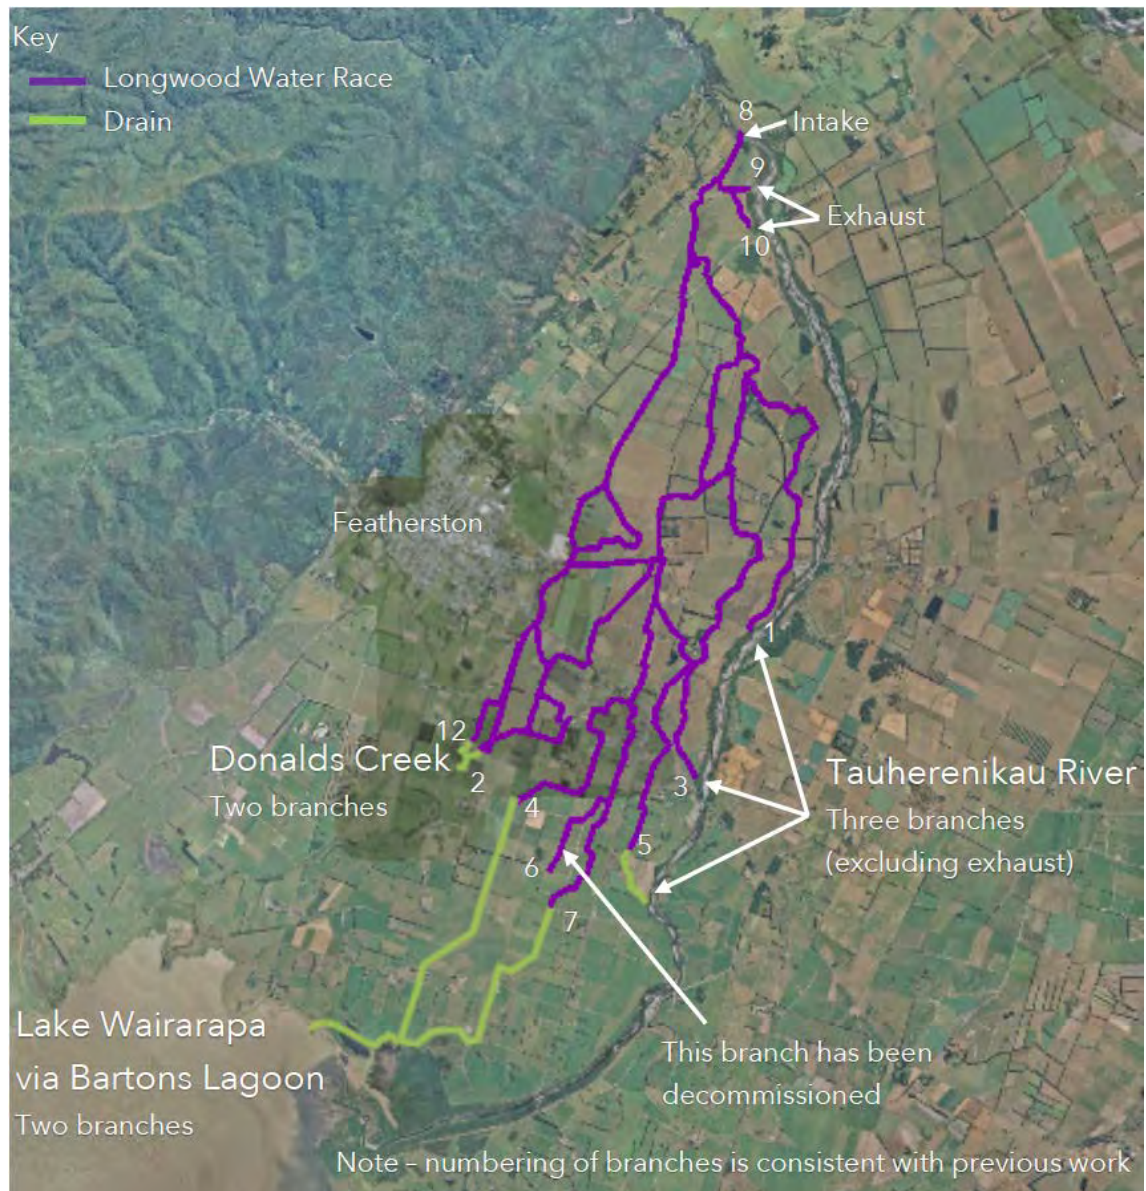 Key
Longwood Water Race
Drain
8
Intake
9
Exhaust
10
Featherston
1
12
Donalds Creek
2
Two branches
4
3
Tauherenikau River
Three branches
(excluding exhaust)
5
6
7
Lake Wairarapa
via Bartons Lagoon
Two branches
This branch has been
decommissioned
Note – numbering of branches is consistent with previous work